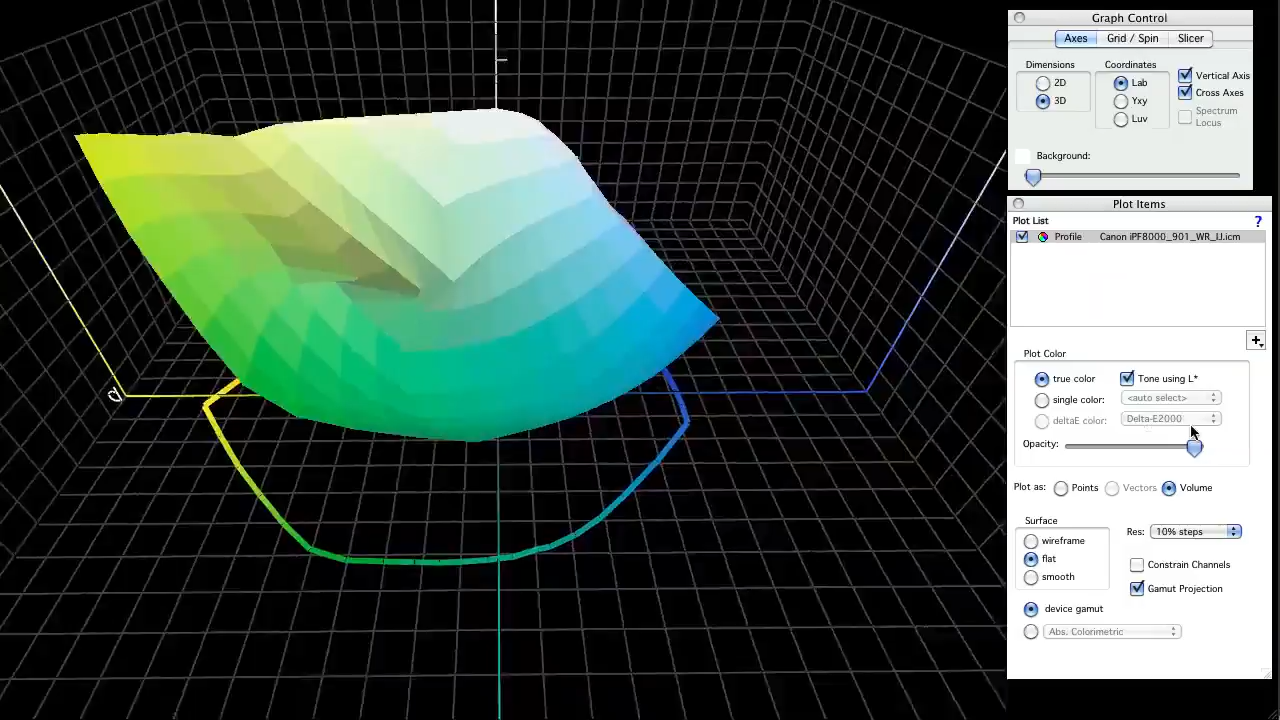 Graph Control
Axes Grid / Spin Slicer
Dimensions Coordinates
2D Lab Vertical Axis
3D Yxy Cross Axes
Luv Spectrum Locus
Background:
Plot Items
Plot List ?
Profile Canon iPF8000_901_WR_IJ.icm
+
Plot Color
true color Tone using L*
single color: <auto select>
deltaE color: Delta-E2000
Opacity:
Plot as: Points Vectors Volume
Surface
Res: 10% steps
wireframe
flat Constrain Channels
smooth Gamut Projection
device gamut
Abs. Colorimetric
a